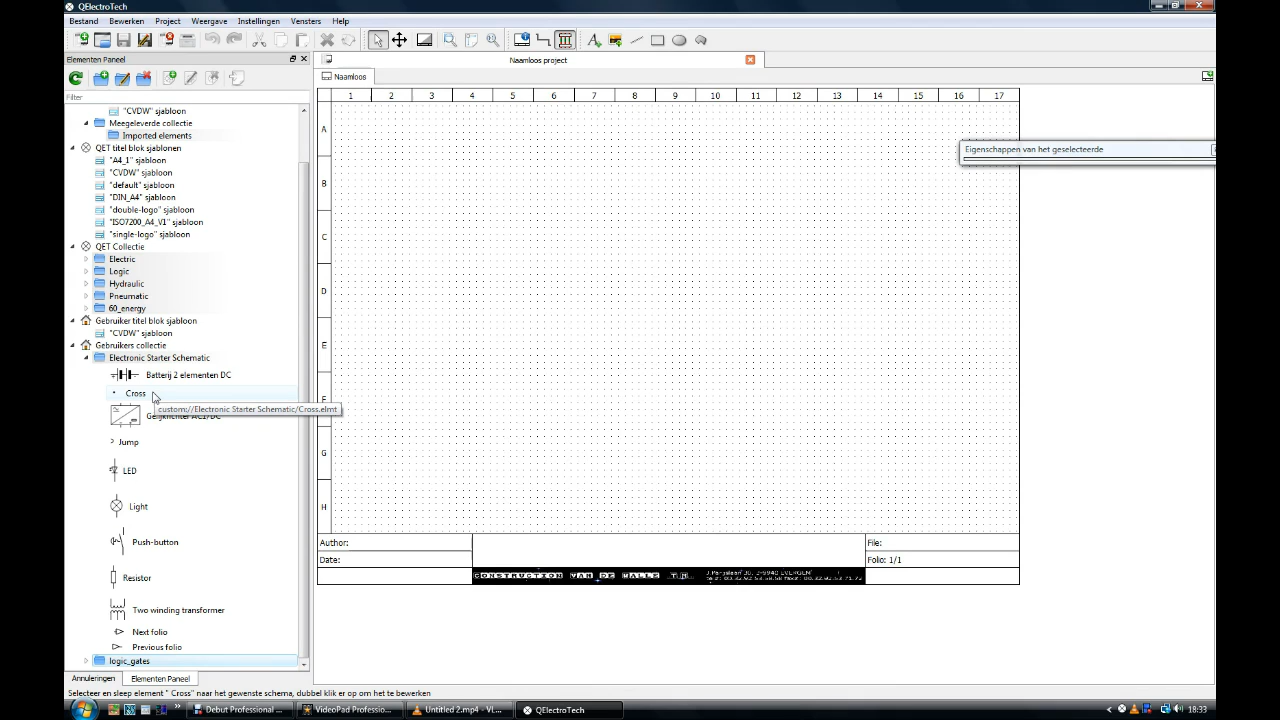 QElectroTech
Bestand Bewerken Project Weergave Instellingen Vensters Help
Elementen Paneel
Naamloos project
Naamloos
Filter
"CVDW" sjabloon
Meegeleverde collectie
Imported elements
QET titel blok sjablonen
"A4_1" sjabloon
"CVDW" sjabloon
"default" sjabloon
"DIN_A4" sjabloon
"double-logo" sjabloon
"ISO7200_A4_V1" sjabloon
"single-logo" sjabloon
QET Collectie
Electric
Logic
Hydraulic
Pneumatic
60_energy
Gebruiker titel blok sjabloon
"CVDW" sjabloon
Gebruikers collectie
Electronic Starter Schematic
Batterij 2 elementen DC
Cross
custom://Electronic Starter Schematic/Cross.elmt
Jump
LED
Light
Push-button
Resistor
Two winding transformer
Next folio
Previous folio
logic_gates
Annuleringen Elementen Paneel
1 2 3 4 5 6 7 8 9 10 11 12 13 14 15 16 17
A
B
C
D
E
F
G
H
Eigenschappen van het geselecteerde
Author:
Date:
File:
Folio: 1/1
CONSTRUCTION VAN DE WALLE
Selecteer en sleep element " Cross" naar het gewenste schema, dubbel klik er op om het te bewerken
Debut Professional ... VideoPad Professio... Untitled 2.mp4 - VL... QElectroTech 18:33